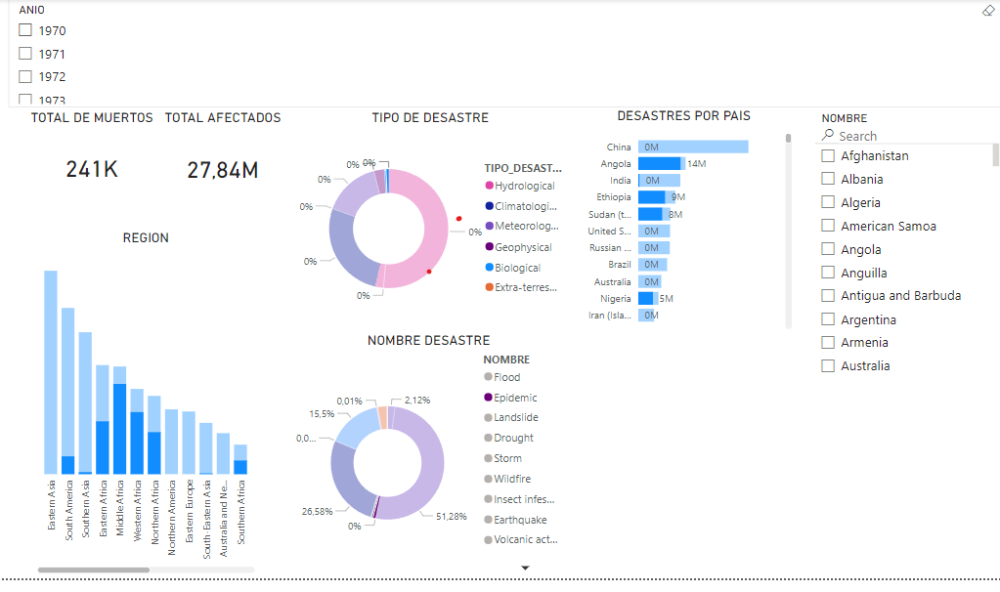 ANIO
1970
1971
1972
1973
TOTAL DE MUERTOS
241K
TOTAL AFECTADOS
27,84M
REGION
Eastern Asia
South America
Southern Asia
Eastern Africa
Middle Africa
Western Africa
Northern Africa
Northern America
Eastern Europe
South-Eastern Asia
Australia and Ne...
Southern Africa
TIPO DE DESASTRE
0%
0%
0%
0%
0%
0%
0%
TIPO_DESAST...
Hydrological
Climatologi...
Meteorolog...
Geophysical
Biological
Extra-terres...
NOMBRE DESASTRE
0,01%
2,12%
15,5%
0,0...
26,58%
0%
51,28%
NOMBRE
Flood
Epidemic
Landslide
Drought
Storm
Wildfire
Insect infes...
Earthquake
Volcanic act...
DESASTRES POR PAIS
China 0M
Angola 14M
India 0M
Ethiopia 9M
Sudan (t... 8M
United S... 0M
Russian ... 0M
Brazil 0M
Australia 0M
Nigeria 5M
Iran (Isla... 0M
NOMBRE
Search
Afghanistan
Albania
Algeria
American Samoa
Angola
Anguilla
Antigua and Barbuda
Argentina
Armenia
Australia